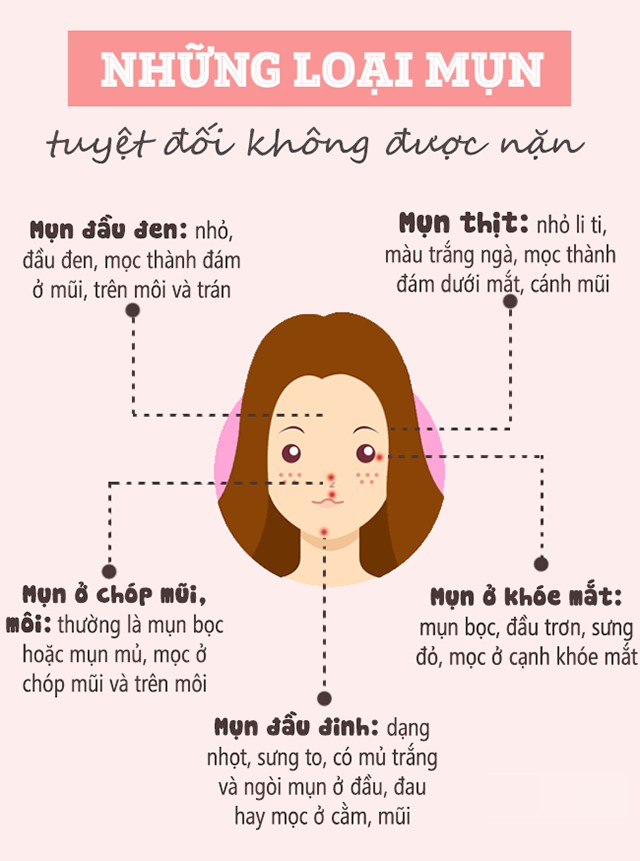 NHỮNG LOẠI MỤN
tuyệt đối không được nặn
Mụn đầu đen: nhỏ,
đầu đen, mọc thành đám
ở mũi, trên môi và trán
Mụn thịt: nhỏ li ti,
màu trắng ngà, mọc thành
đám dưới mắt, cánh mũi
Mụn ở chóp mũi,
môi: thường là mụn bọc
hoặc mụn mủ, mọc ở
chóp mũi và trên môi
Mụn ở khóe mắt:
mụn bọc, đầu trơn, sưng
đỏ, mọc ở cạnh khóe mắt
Mụn đầu đinh: dạng
nhọt, sưng to, có mủ trắng
và ngòi mụn ở đầu, đau
hay mọc ở cằm, mũi